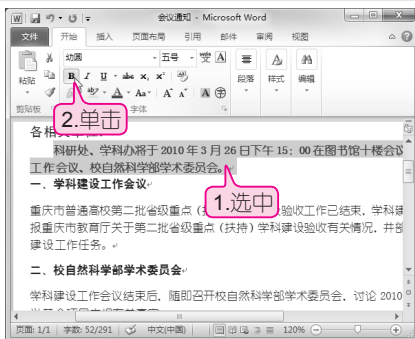 会议通知 - Microsoft Word
文件 开始 插入 页面布局 引用 邮件 审阅 视图
幼圆 五号 wén 文 A
粘贴 B I U abc x₂ x² 段落 样式 编辑
A Aa A A A 字
剪贴板 字体
2.单击
各相
科研处、学科办将于 2010 年 3 月 26 日下午 15：00 在图书馆十楼会议
工作会议、校自然科学部学术委员会。
1.选中
一、学科建设工作会议
重庆市普通高校第二批省级重点（扶 验收工作已结束，学科建
报重庆市教育厅关于第二批省级重点（扶持）学科建设验收有关情况，并部
建设工作任务。
二、校自然科学部学术委员会
学科建设工作会议结束后，随即召开校自然科学部学术委员会，讨论 2010
页面: 1/1 字数: 52/291 中文(中国) 120%